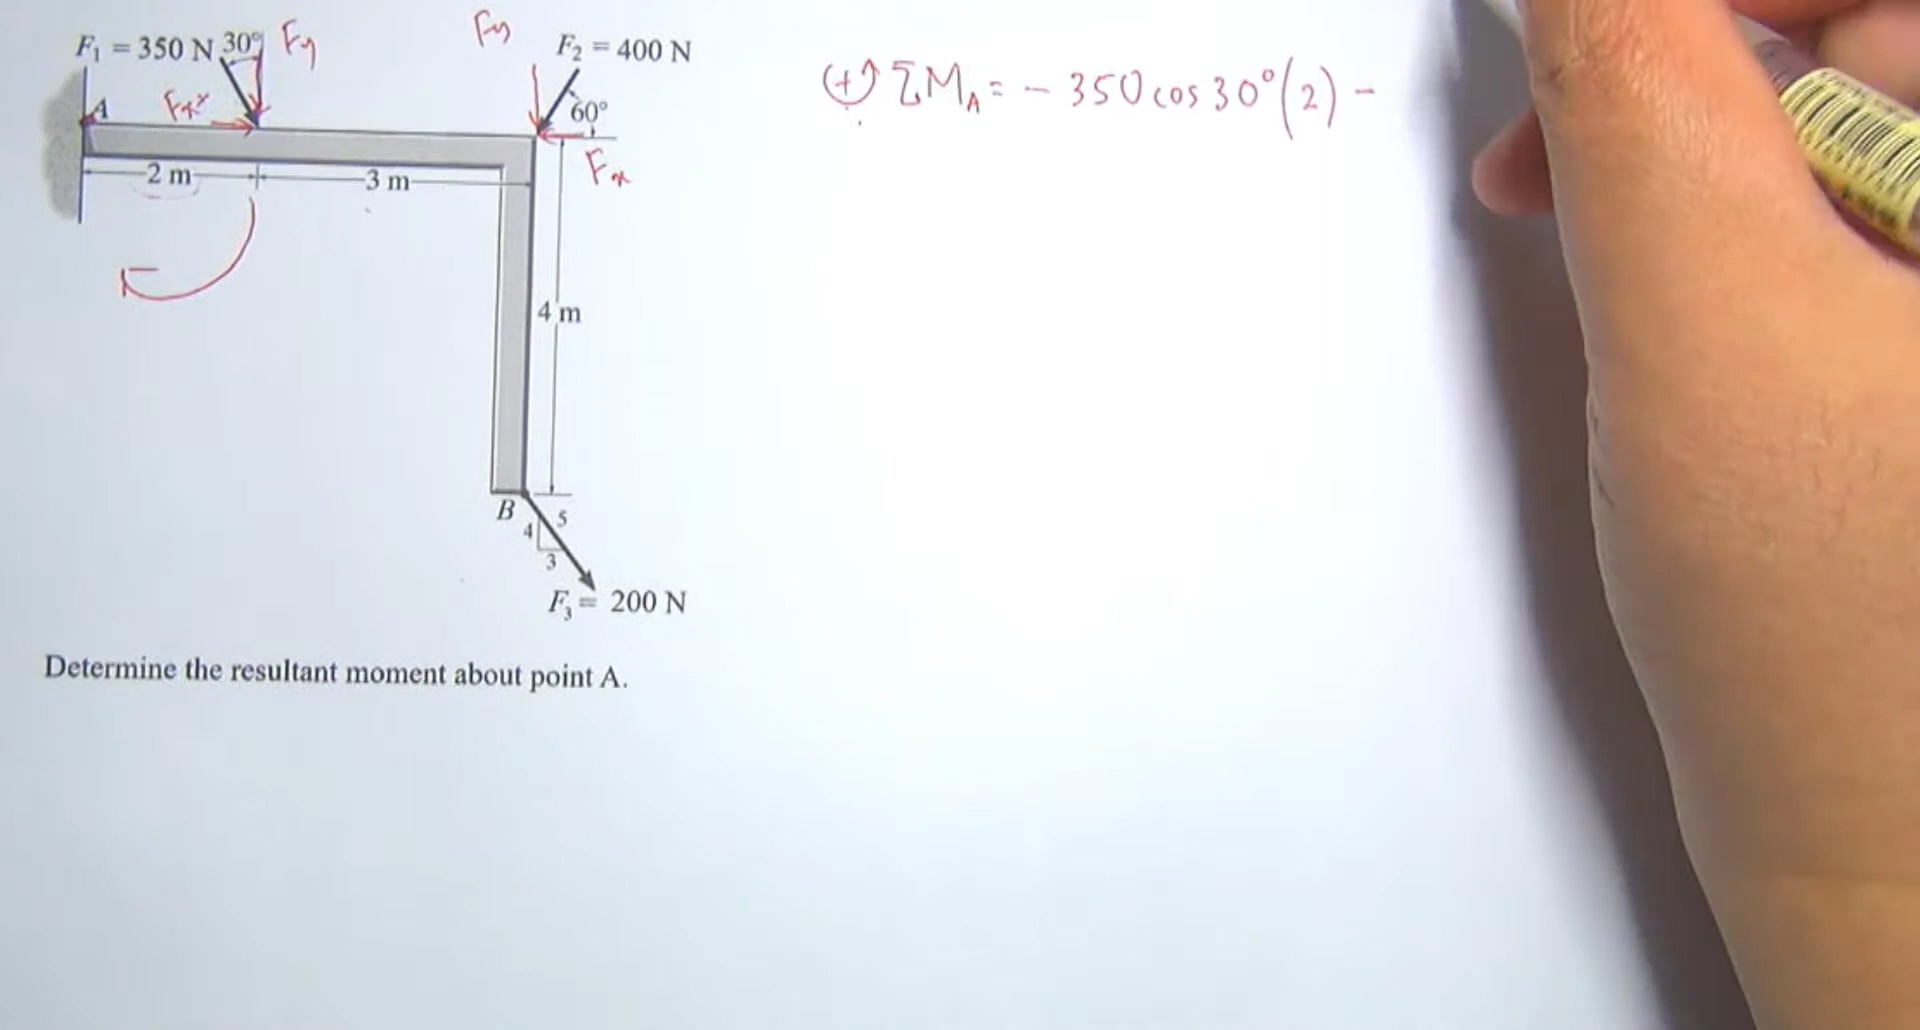 F₁ = 350 N 30° Fy
Fy
F₂ = 400 N
A
Fx
60°
Fx
2 m
3 m
4 m
B
5
4
3
F₃ = 200 N
Determine the resultant moment about point A.
(+ ΣM_A = - 350 cos 30° (2) -